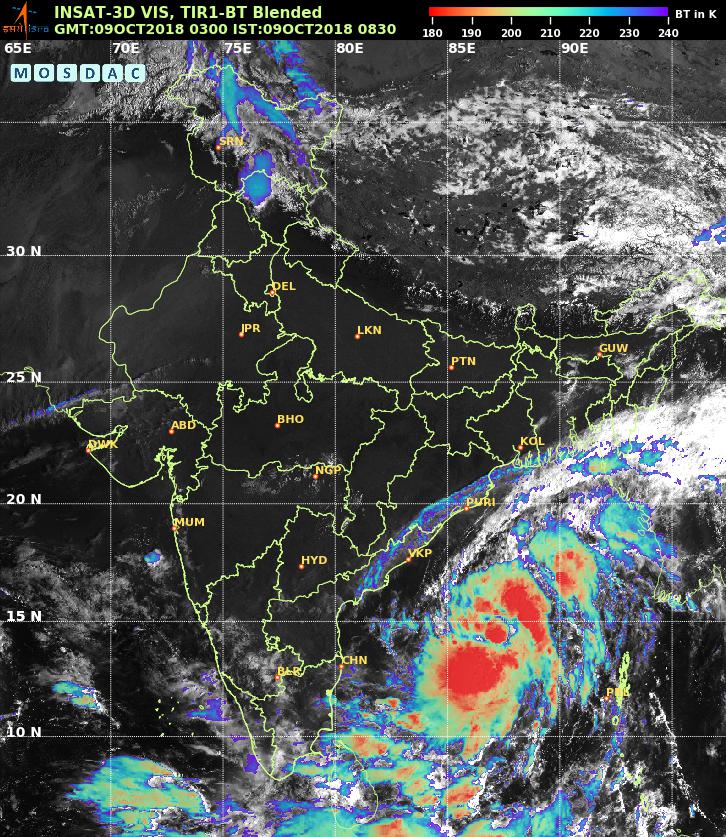 INSAT-3D VIS, TIR1-BT Blended
GMT:09OCT2018 0300 IST:09OCT2018 0830
BT in K
180 190 200 210 220 230 240
65E 70E 75E 80E 85E 90E
MOSDAC
SRN
30 N
DEL
JPR
LKN
GUW
PTN
25 N
ABD
BHO
KOL
DWK
NGP
20 N
PURI
MUM
VKP
HYD
15 N
CHN
BLR
10 N